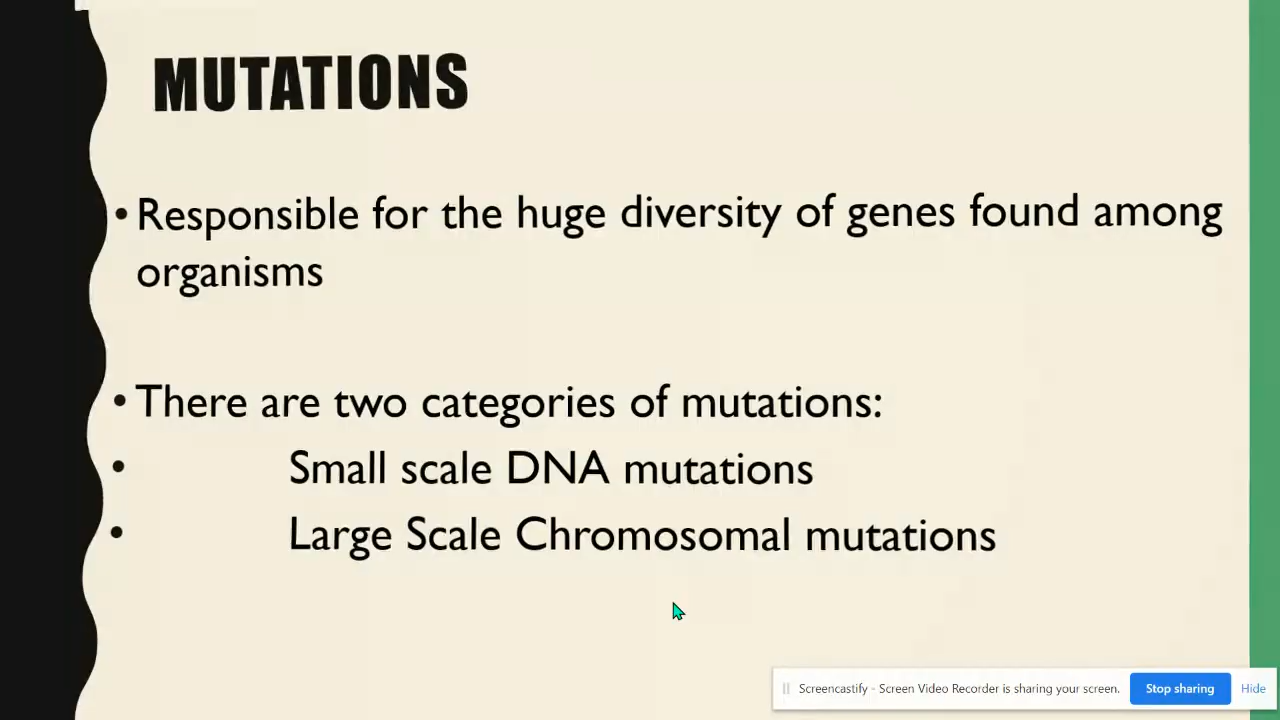 MUTATIONS
• Responsible for the huge diversity of genes found among
organisms
• There are two categories of mutations:
• Small scale DNA mutations
• Large Scale Chromosomal mutations
Screencastify - Screen Video Recorder is sharing your screen. Stop sharing Hide